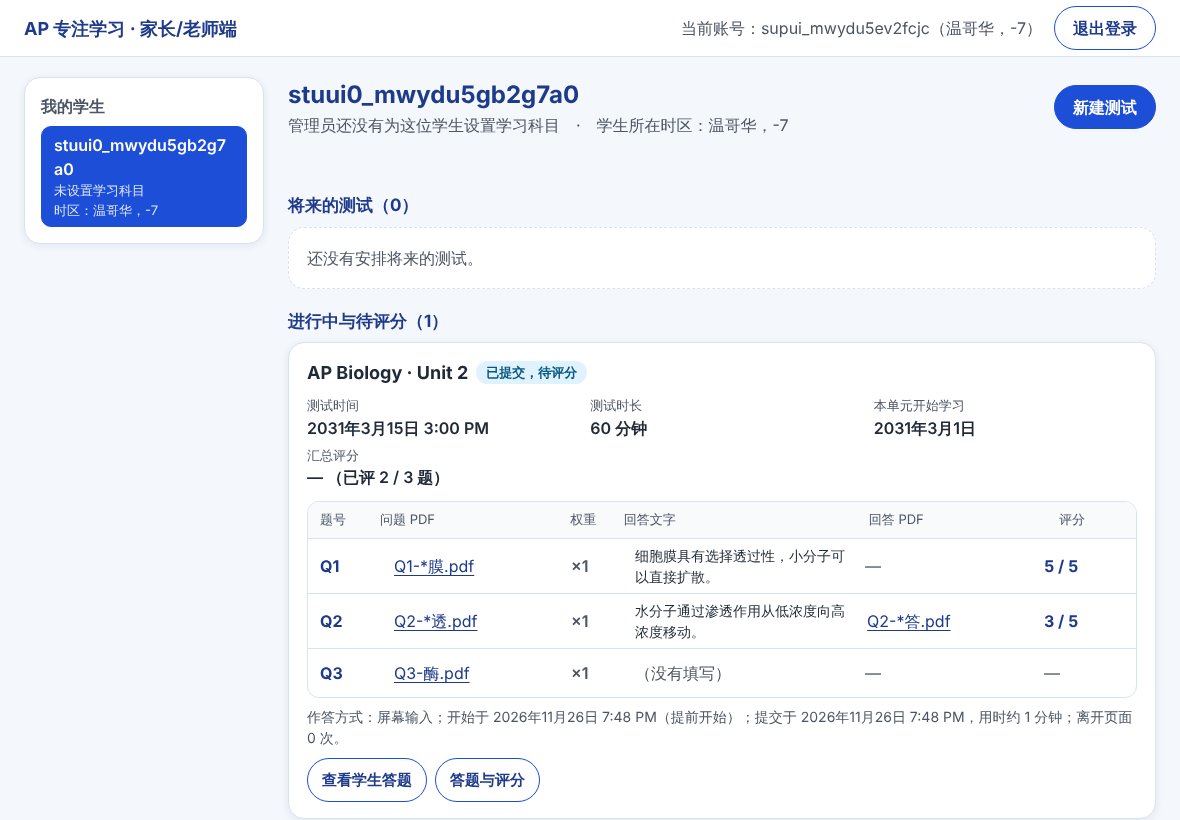 AP 专注学习 · 家长/老师端
当前账号：supui_mwydu5ev2fcjc（温哥华，-7）
退出登录
我的学生
stuui0_mwydu5gb2g7
a0
未设置学习科目
时区：温哥华，-7
stuui0_mwydu5gb2g7a0
管理员还没有为这位学生设置学习科目 · 学生所在时区：温哥华，-7
新建测试
将来的测试（0）
还没有安排将来的测试。
进行中与待评分（1）
AP Biology · Unit 2 已提交，待评分
测试时间 测试时长 本单元开始学习
2031年3月15日 3:00 PM 60 分钟 2031年3月1日
汇总评分
— （已评 2 / 3 题）
题号 问题 PDF 权重 回答文字 回答 PDF 评分
Q1 Q1-*膜.pdf ×1 细胞膜具有选择透过性，小分子可
以直接扩散。 — 5 / 5
Q2 Q2-*透.pdf ×1 水分子通过渗透作用从低浓度向高
浓度移动。 Q2-*答.pdf 3 / 5
Q3 Q3-酶.pdf ×1 （没有填写） — —
作答方式：屏幕输入；开始于 2026年11月26日 7:48 PM（提前开始）；提交于 2026年11月26日 7:48 PM，用时约 1 分钟；离开页面
0 次。
查看学生答题 答题与评分